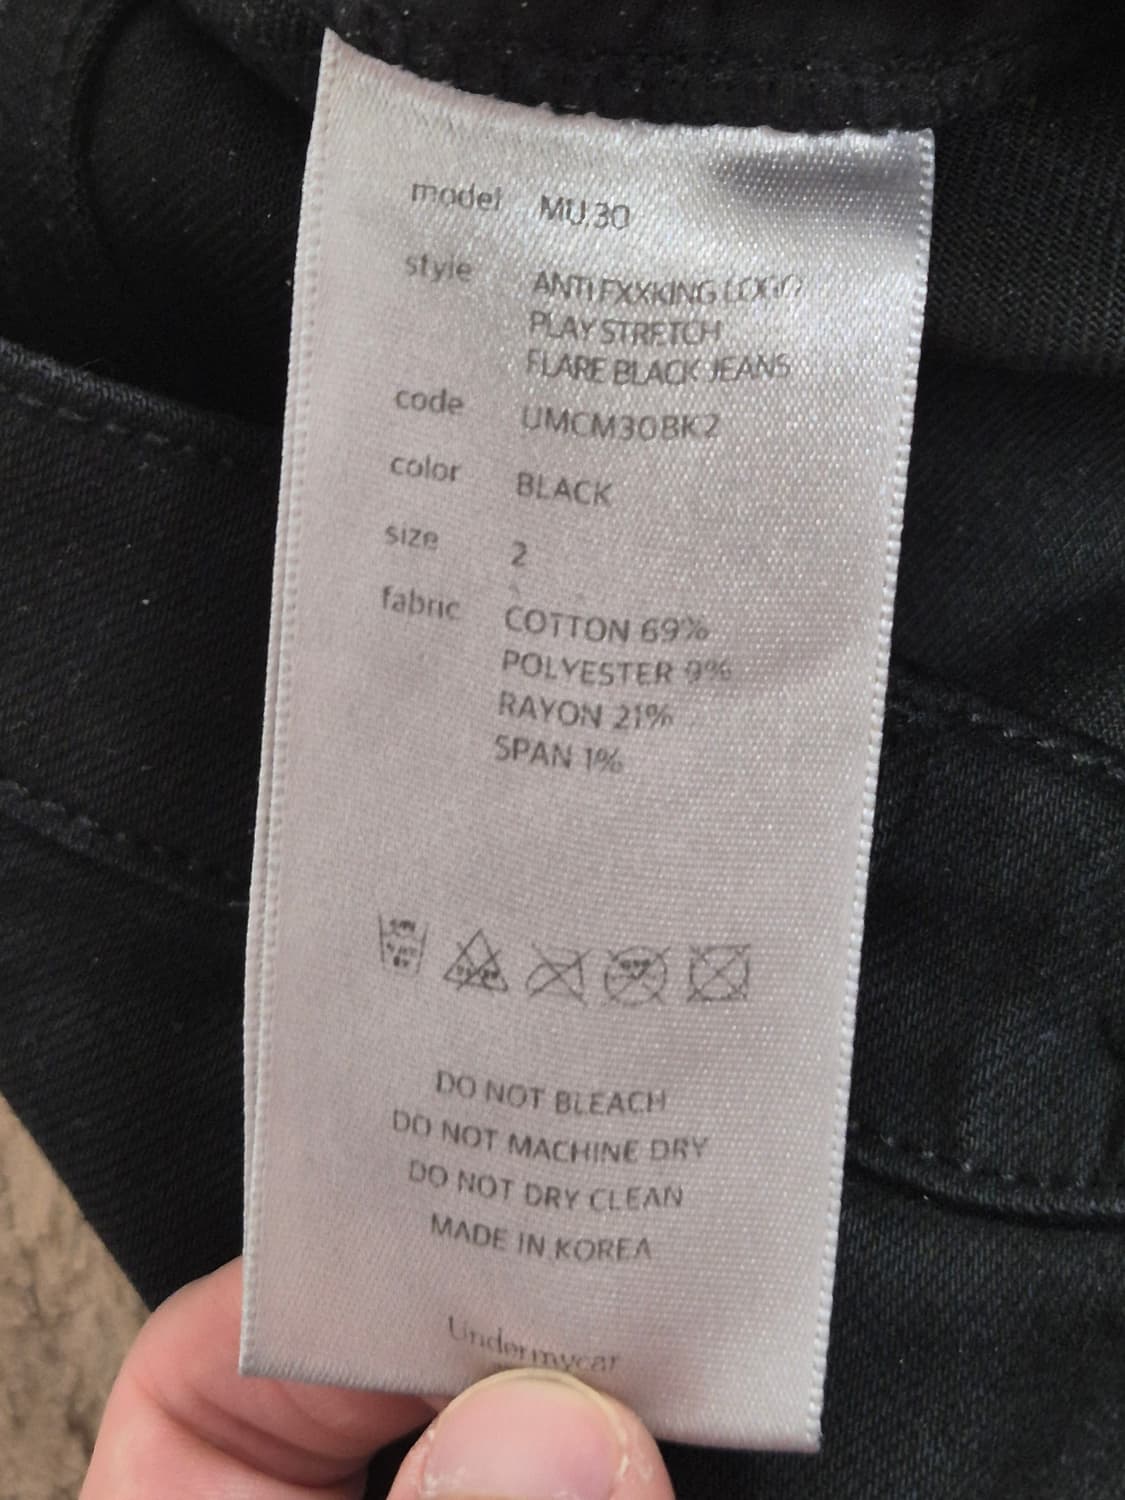 model MU.30
style ANTI FXXKING LOGO
PLAY STRETCH
FLARE BLACK JEANS
code UMCM30BK2
color BLACK
size 2
fabric COTTON 69%
POLYESTER 9%
RAYON 21%
SPAN 1%
DO NOT BLEACH
DO NOT MACHINE DRY
DO NOT DRY CLEAN
MADE IN KOREA
Undermycar